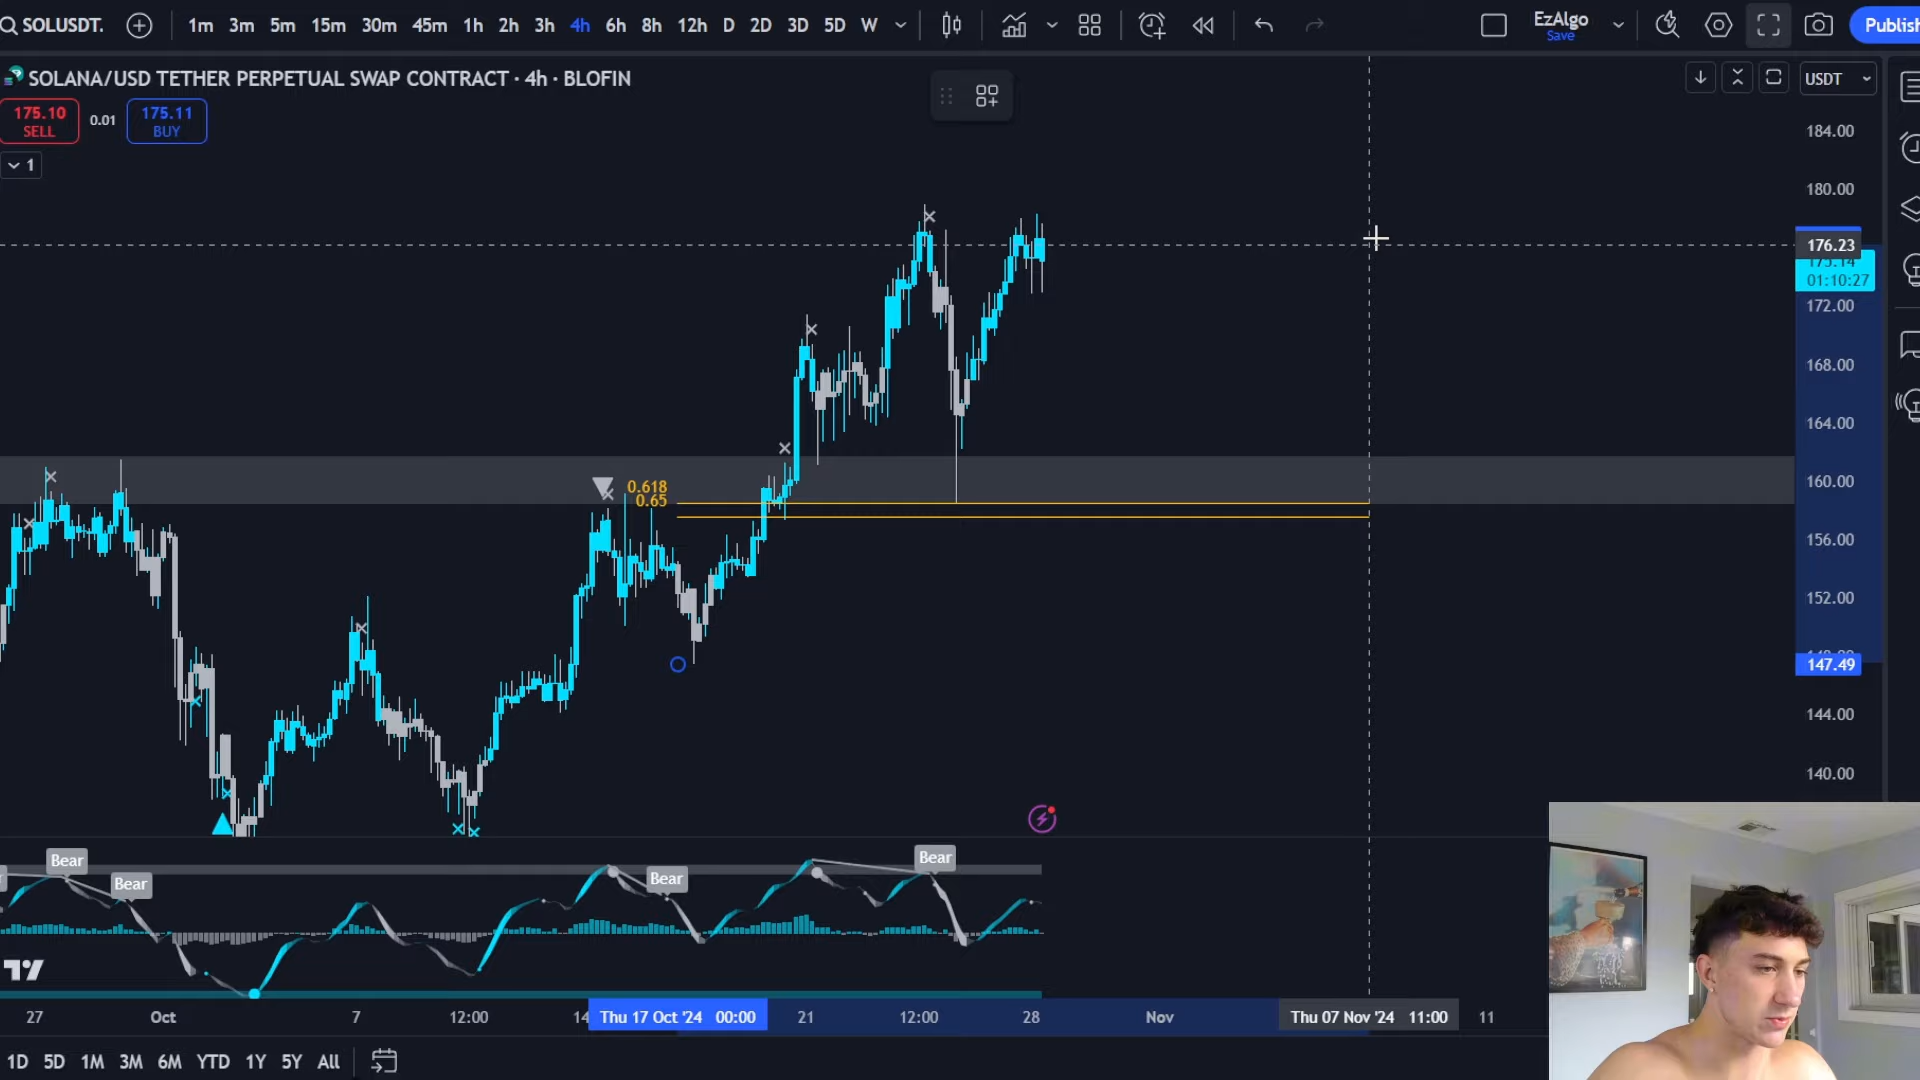 SOLUSDT.
1m 3m 5m 15m 30m 45m 1h 2h 3h 4h 6h 8h 12h D 2D 3D 5D W
EzAlgo
Save
Publish
SOLANA/USD TETHER PERPETUAL SWAP CONTRACT · 4h · BLOFIN
USDT
175.10
SELL
0.01
175.11
BUY
1
184.00
180.00
176.23
175.14
01:10:27
172.00
168.00
164.00
160.00
156.00
152.00
147.49
144.00
140.00
0.618
0.65
Bear
Bear
Bear
Bear
27 Oct 7 12:00 14 Thu 17 Oct '24 00:00 21 12:00 28 Nov Thu 07 Nov '24 11:00 11
1D 5D 1M 3M 6M YTD 1Y 5Y All